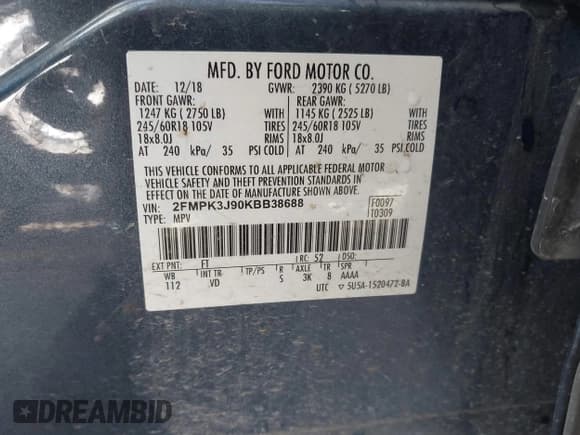 MFD. BY FORD MOTOR CO.
DATE: 12/18 GVWR: 2390 KG ( 5270 LB)
FRONT GAWR: REAR GAWR:
1247 KG ( 2750 LB) 1145 KG ( 2525 LB)
245/60R18 105V TIRES 245/60R18 105V TIRES
18x8.0J RIMS 18x8.0J RIMS
AT 240 kPa/ 35 PSI COLD AT 240 kPa/ 35 PSI COLD
THIS VEHICLE CONFORMS TO ALL APPLICABLE FEDERAL MOTOR
VEHICLE SAFETY AND THEFT PREVENTION STANDARDS IN EFFECT
ON THE DATE OF MANUFACTURE SHOWN ABOVE.
VIN: 2FMPK3J90KBB38688 F0097
TYPE: MPV T0309
EXT PNT: FT RC: 52 DSO:
WB INT TR TP/PS R AXLE TR SPR
112 VD S 3K 8 AAAA
UTC ▽ 5U5A-1520472-BA
DREAMBID